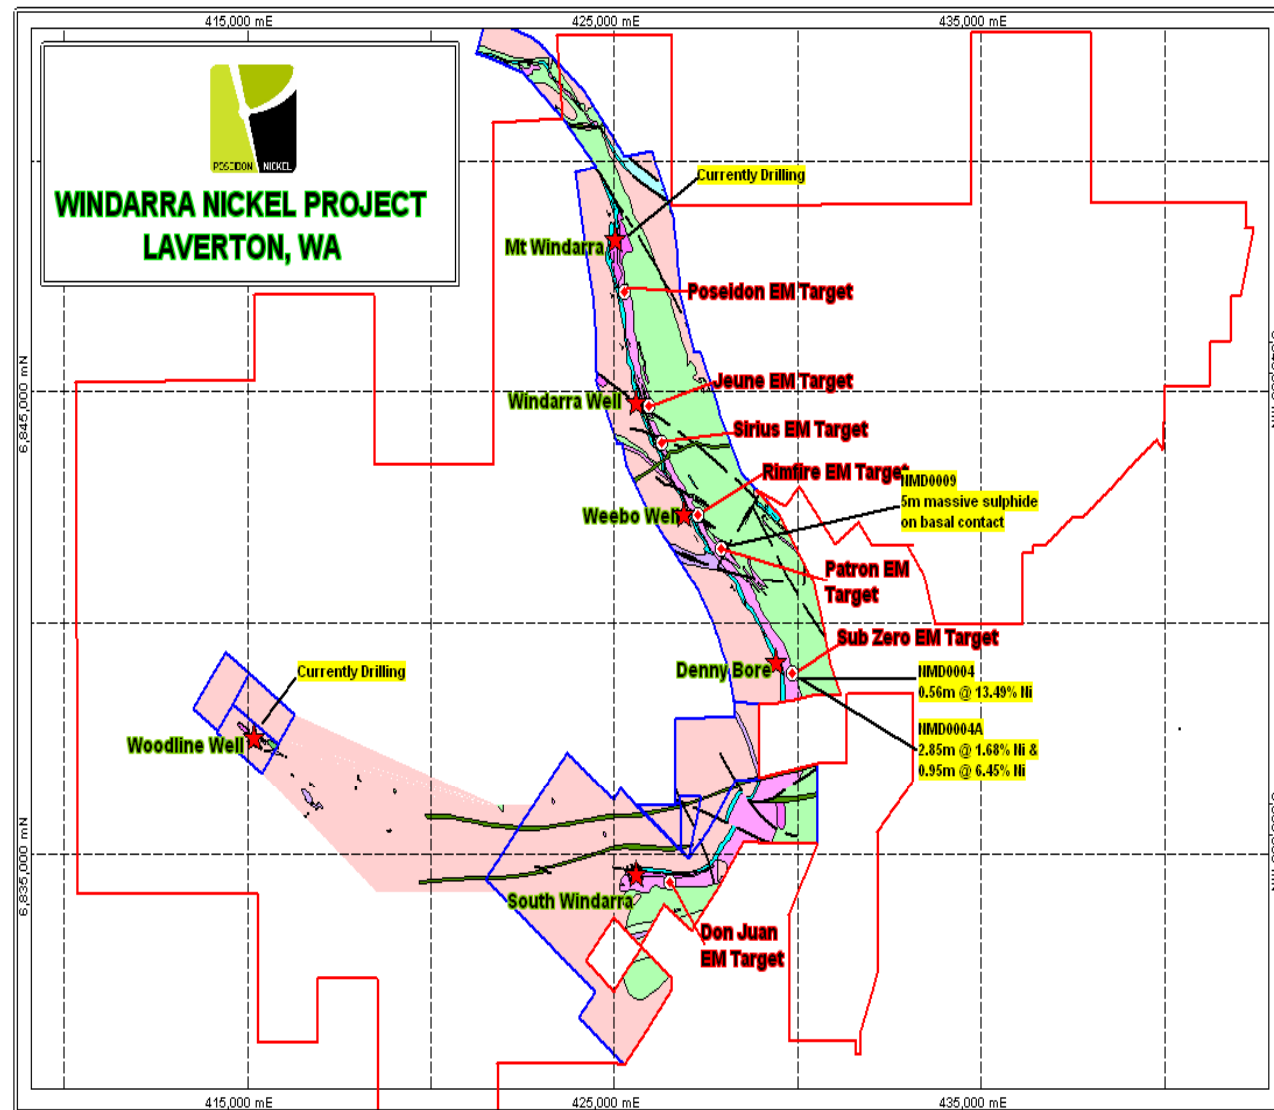 415,000 mE
425,000 mE
435,000 mE
POSEIDON NICKEL
WINDARRA NICKEL PROJECT
LAVERTON, WA
Currently Drilling
Mt Windarra
Poseidon EM Target
Jeune EM Target
6,845,000 mN
Windarra Well
Sirius EM Target
Rimfire EM Target
NMD0009
5m massive sulphide
on basal contact
Weebo Well
Patron EM
Target
Sub Zero EM Target
Denny Bore
NMD0004
0.56m @ 13.49% Ni
Currently Drilling
NMD0004A
2.85m @ 1.68% Ni &
0.95m @ 6.45% Ni
Woodline Well
6,835,000 mN
South Windarra
Don Juan
EM Target
415,000 mE
425,000 mE
435,000 mE